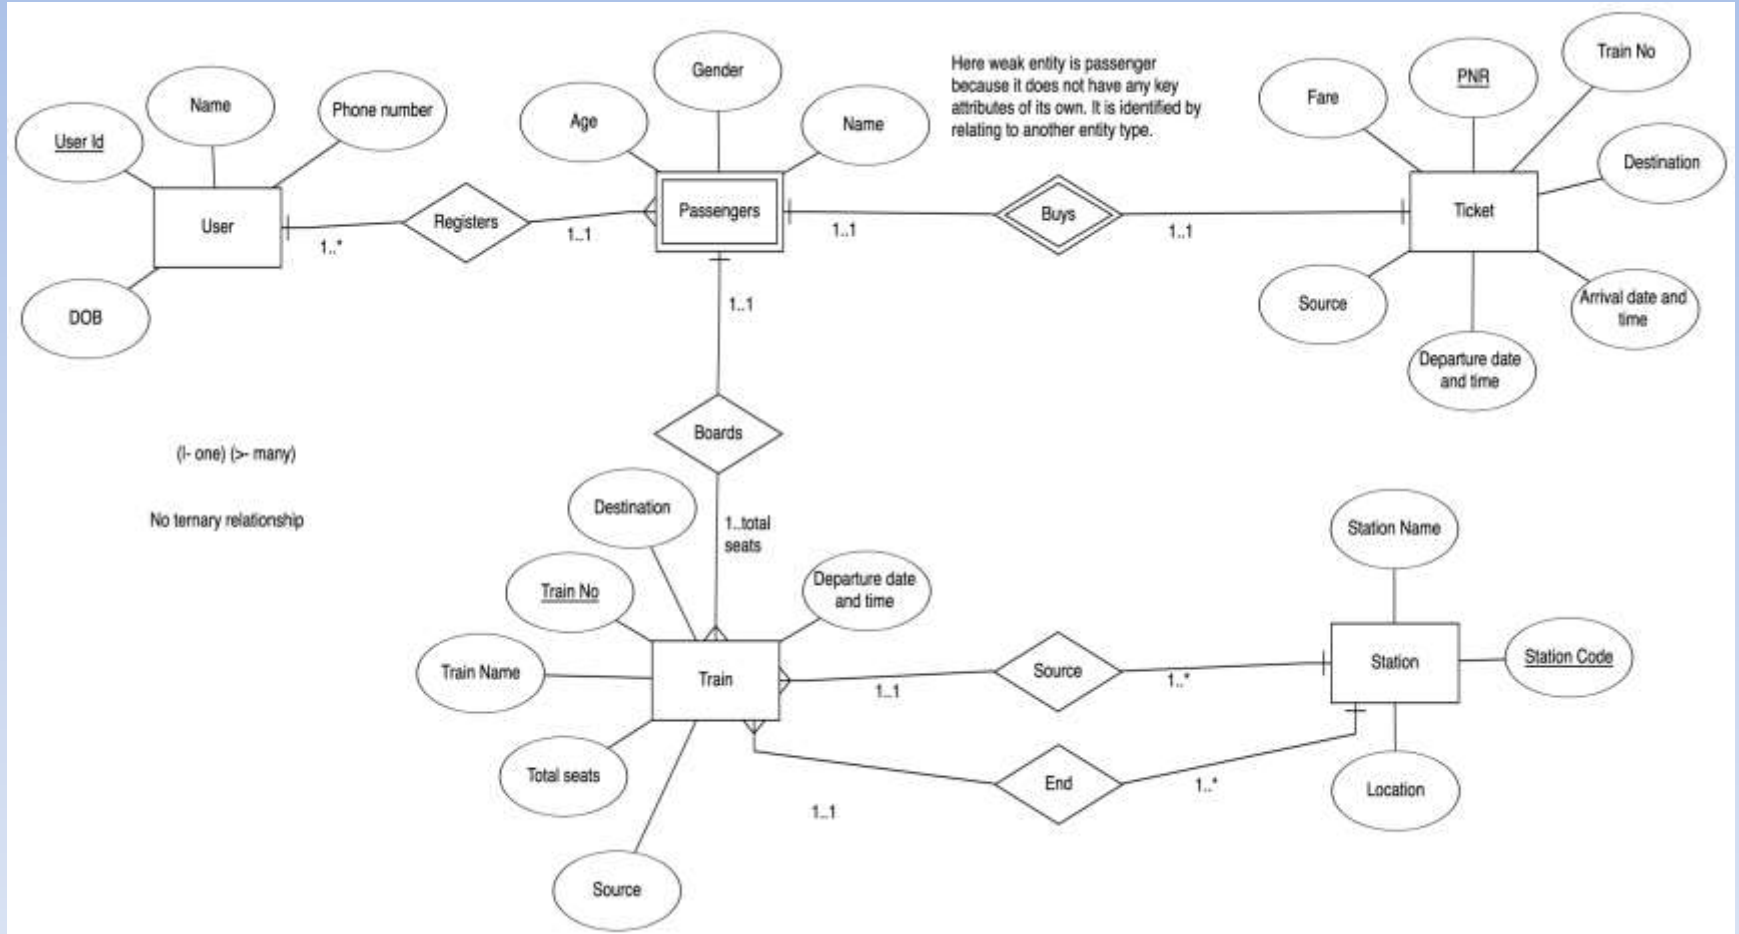 Gender
Name
Phone number
Age
Name
User Id
User
DOB
Registers
1..*
1..1
Passengers
1..1
Here weak entity is passenger
because it does not have any key
attributes of its own. It is identified by
relating to another entity type.
Buys
1..1
Fare
PNR
Train No
Destination
Ticket
Source
Departure date
and time
Arrival date and
time
1..1
Boards
1..total
seats
(I- one) (>- many)
No ternary relationship
Destination
Train No
Departure date
and time
Train Name
Train
Total seats
Source
1..1
Source
1..*
1..1
End
1..*
Station Name
Station
Station Code
Location